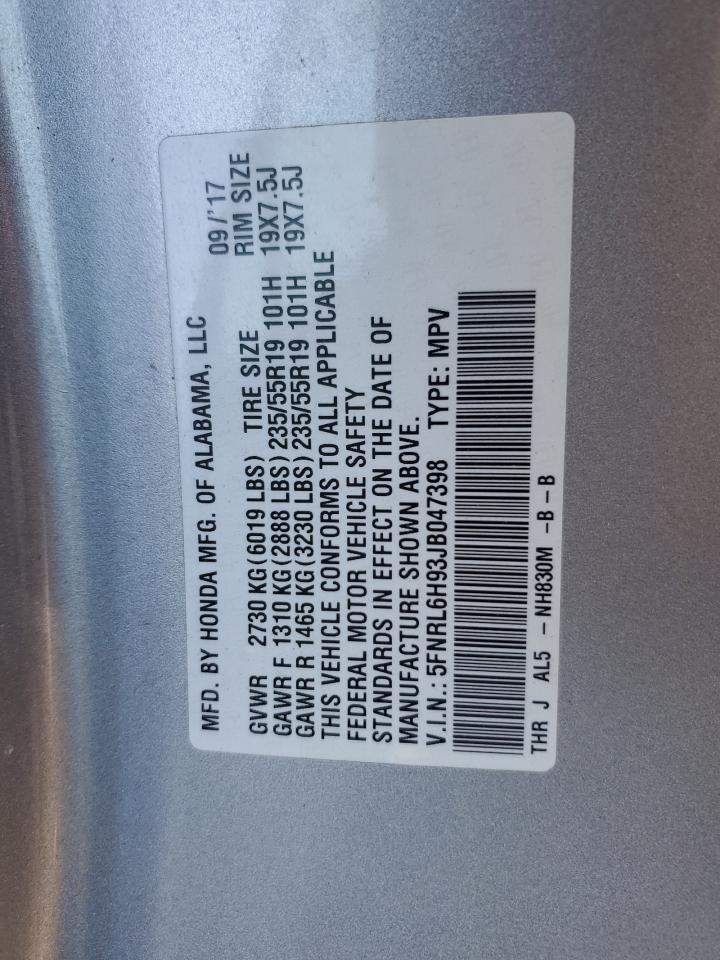 MFD. BY HONDA MFG. OF ALABAMA, LLC 09/'17
GVWR 2730 KG(6019 LBS) TIRE SIZE RIM SIZE
GAWR F 1310 KG(2888 LBS) 235/55R19 101H 19X7.5J
GAWR R 1465 KG(3230 LBS) 235/55R19 101H 19X7.5J
THIS VEHICLE CONFORMS TO ALL APPLICABLE
FEDERAL MOTOR VEHICLE SAFETY
STANDARDS IN EFFECT ON THE DATE OF
MANUFACTURE SHOWN ABOVE.
V.I.N.: 5FNRL6H93JB047398 TYPE: MPV
THR J AL5 - NH830M -B-B